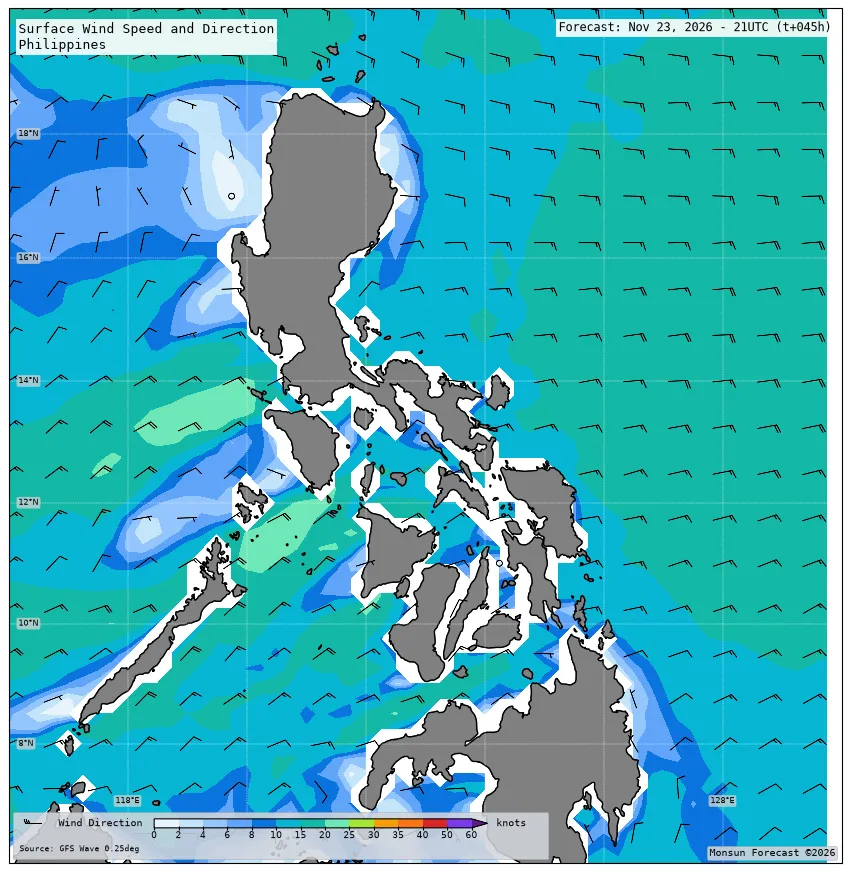 Surface Wind Speed and Direction
Philippines
Forecast: Nov 23, 2026 - 21UTC (t+045h)
18°N
16°N
14°N
12°N
10°N
8°N
118°E
128°E
Wind Direction
knots
0 2 4 6 8 10 15 20 25 30 35 40 50 60
Source: GFS Wave 0.25deg
Monsun Forecast ©2026